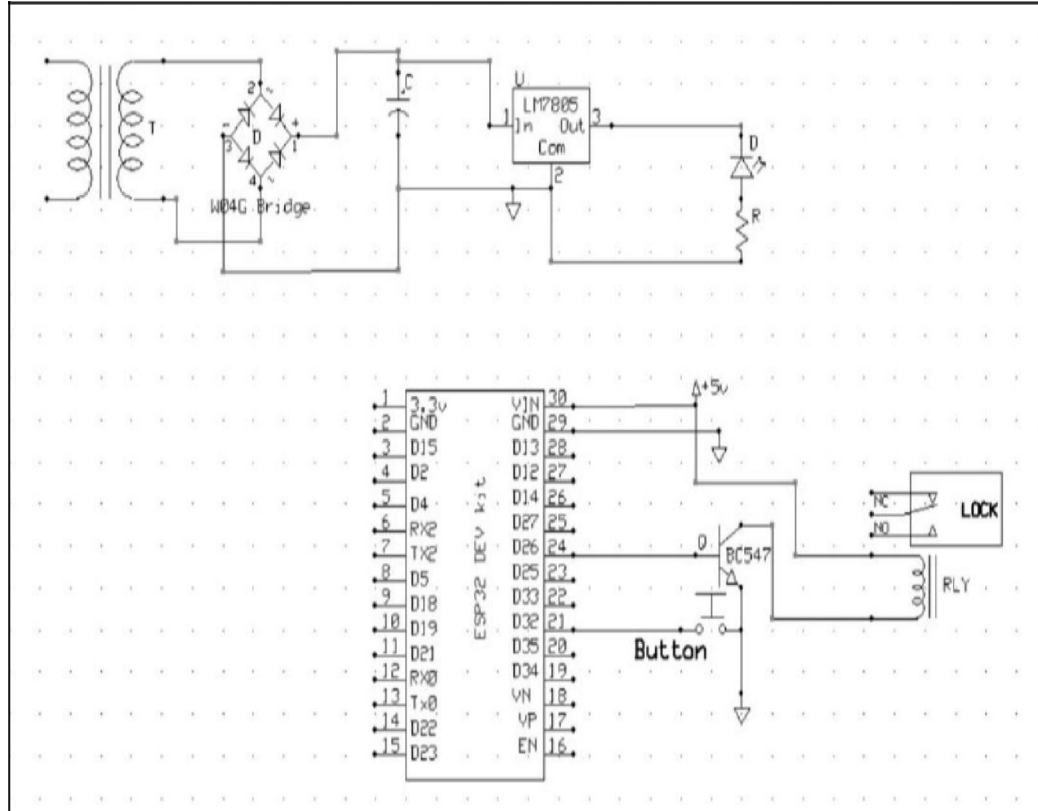 C
U
LM7805
1 In Out 3
Com
2
T
2 ~
- D +
3 1
4 ~
W04G Bridge
D
R
+5v
1 3.3v VIN 30
2 GND GND 29
3 D15 D13 28
4 D2 D12 27
5 D4 D14 26
6 RX2 D27 25
7 TX2 D26 24
8 D5 D25 23
9 D18 D33 22
10 D19 D32 21
11 D21 D35 20
12 RX0 D34 19
13 Tx0 VN 18
14 D22 VP 17
15 D23 EN 16
ESP32 DEV kit
Q
BC547
Button
NC
NO
LOCK
RLY